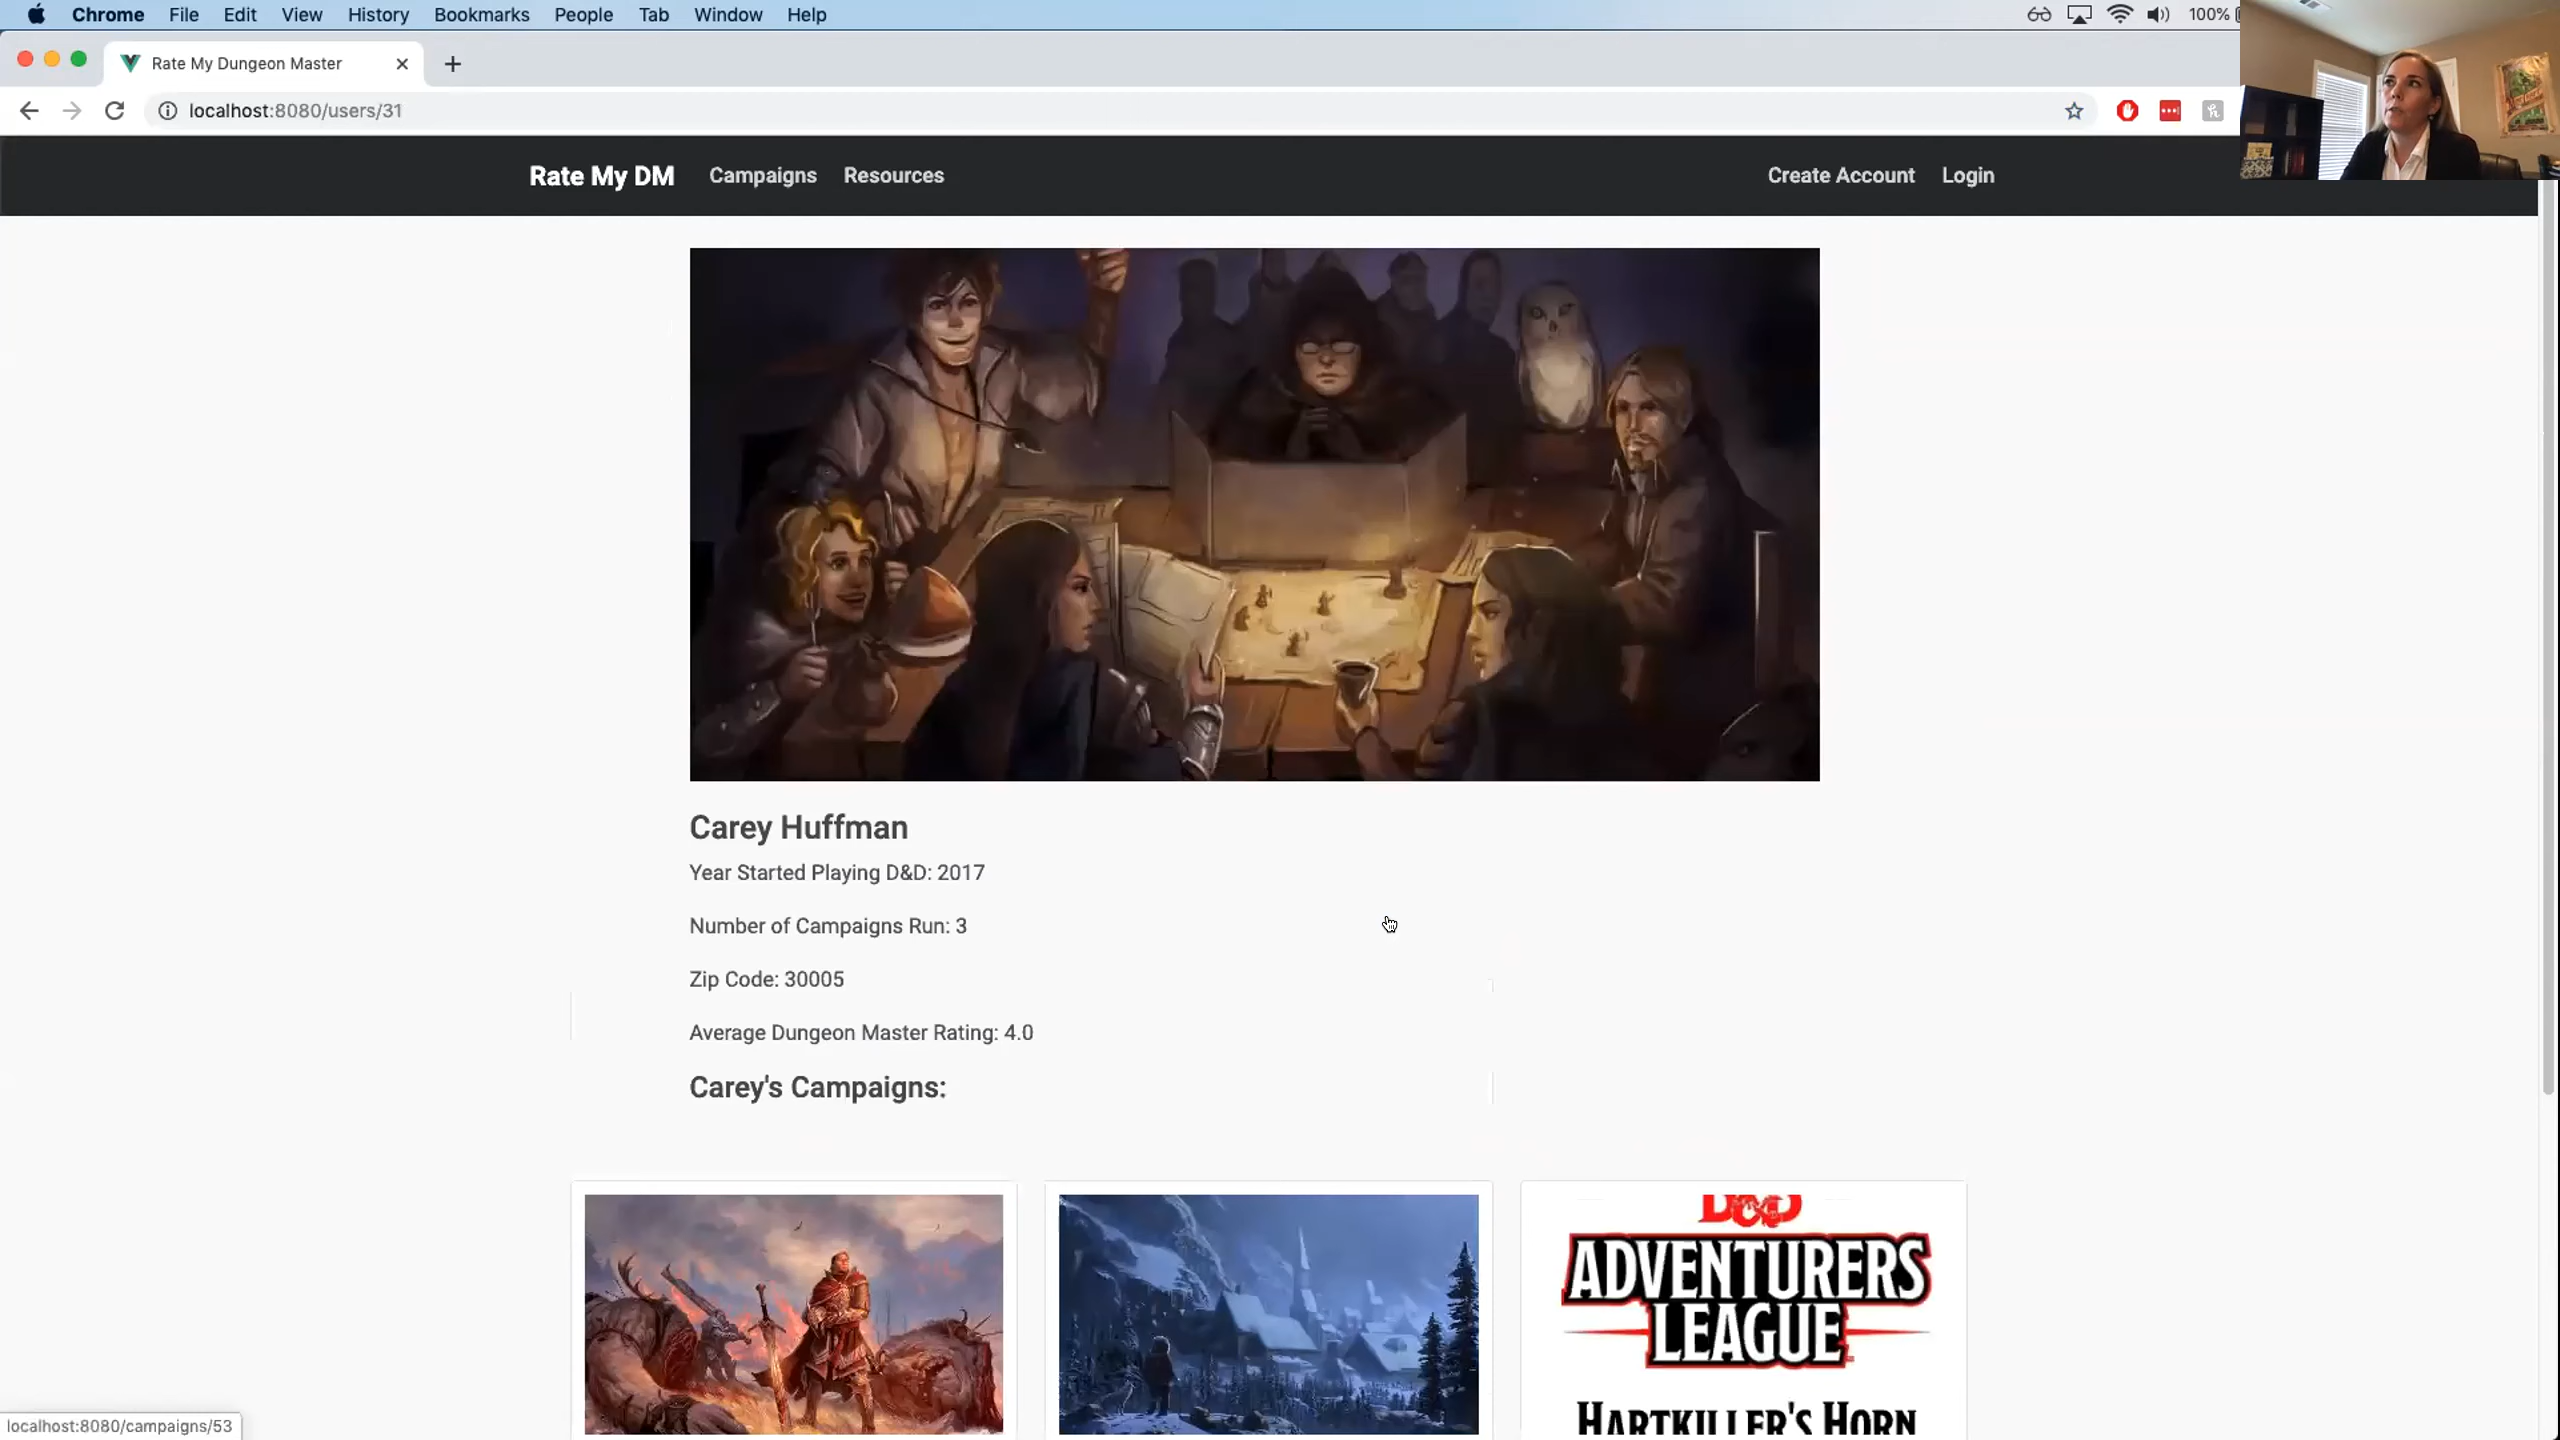 Chrome File Edit View History Bookmarks People Tab Window Help 100%
Rate My Dungeon Master
localhost:8080/users/31
Rate My DM Campaigns Resources Create Account Login
Carey Huffman
Year Started Playing D&D: 2017
Number of Campaigns Run: 3
Zip Code: 30005
Average Dungeon Master Rating: 4.0
Carey's Campaigns:
D&D
ADVENTURERS
LEAGUE
HARTKILLER'S HORN
localhost:8080/campaigns/53